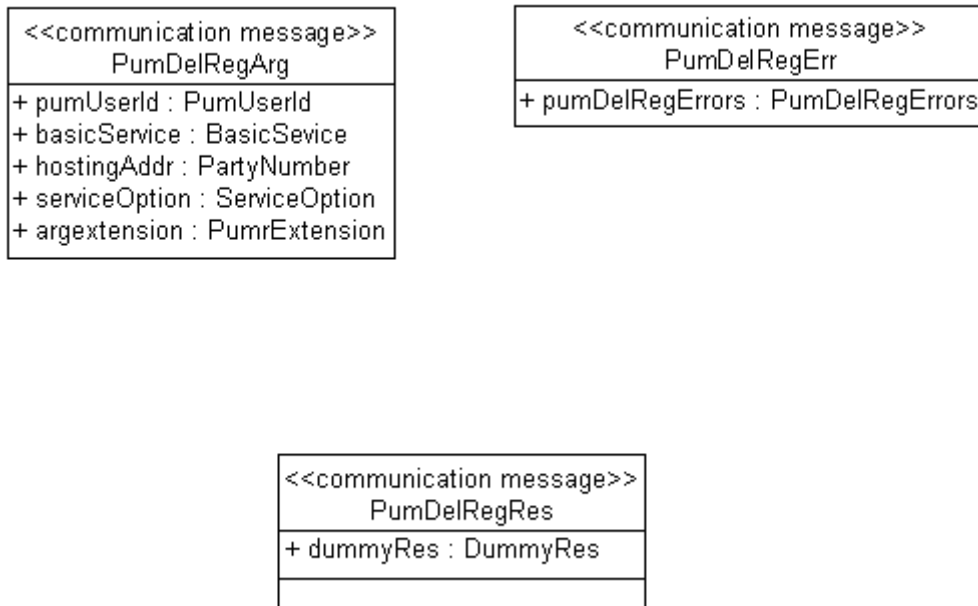 <<communication message>>
PumDelRegArg
+ pumUserId : PumUserId
+ basicService : BasicSevice
+ hostingAddr : PartyNumber
+ serviceOption : ServiceOption
+ argextension : PumrExtension
<<communication message>>
PumDelRegErr
+ pumDelRegErrors : PumDelRegErrors
<<communication message>>
PumDelRegRes
+ dummyRes : DummyRes